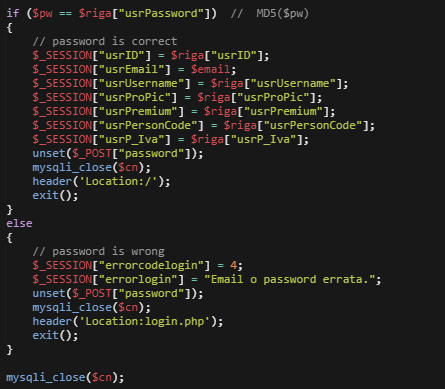 if ($pw == $riga["usrPassword"])  //  MD5($pw)
{
    // password is correct
    $_SESSION["usrID"] = $riga["usrID"];
    $_SESSION["usrEmail"] = $email;
    $_SESSION["usrUsername"] = $riga["usrUsername"];
    $_SESSION["usrProPic"] = $riga["usrProPic"];
    $_SESSION["usrPremium"] = $riga["usrPremium"];
    $_SESSION["usrPersonCode"] = $riga["usrPersonCode"];
    $_SESSION["usrP_Iva"] = $riga["usrP_Iva"];
    unset($_POST["password"]);
    mysqli_close($cn);
    header('Location:/');
    exit();
}
else
{
    // password is wrong
    $_SESSION["errorcodelogin"] = 4;
    $_SESSION["errorlogin"] = "Email o password errata.";
    unset($_POST["password"]);
    mysqli_close($cn);
    header('Location:login.php');
    exit();
}

mysqli_close($cn);